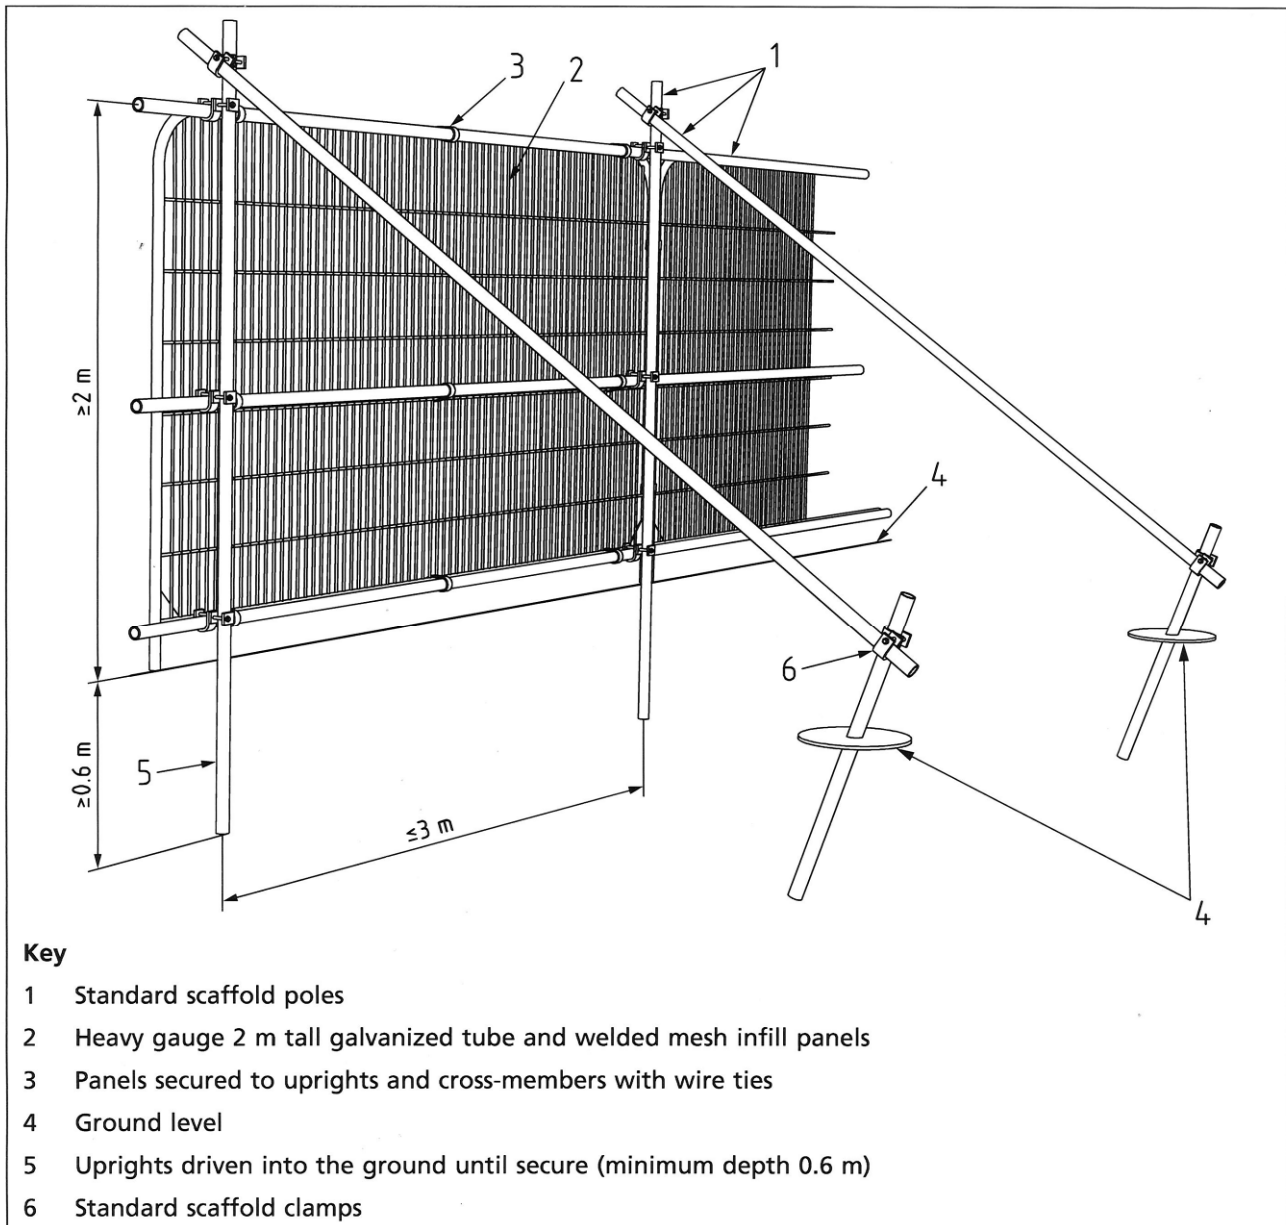 3
2
1
≥2 m
4
6
5
≥0.6 m
≤3 m
4
Key
1 Standard scaffold poles
2 Heavy gauge 2 m tall galvanized tube and welded mesh infill panels
3 Panels secured to uprights and cross-members with wire ties
4 Ground level
5 Uprights driven into the ground until secure (minimum depth 0.6 m)
6 Standard scaffold clamps